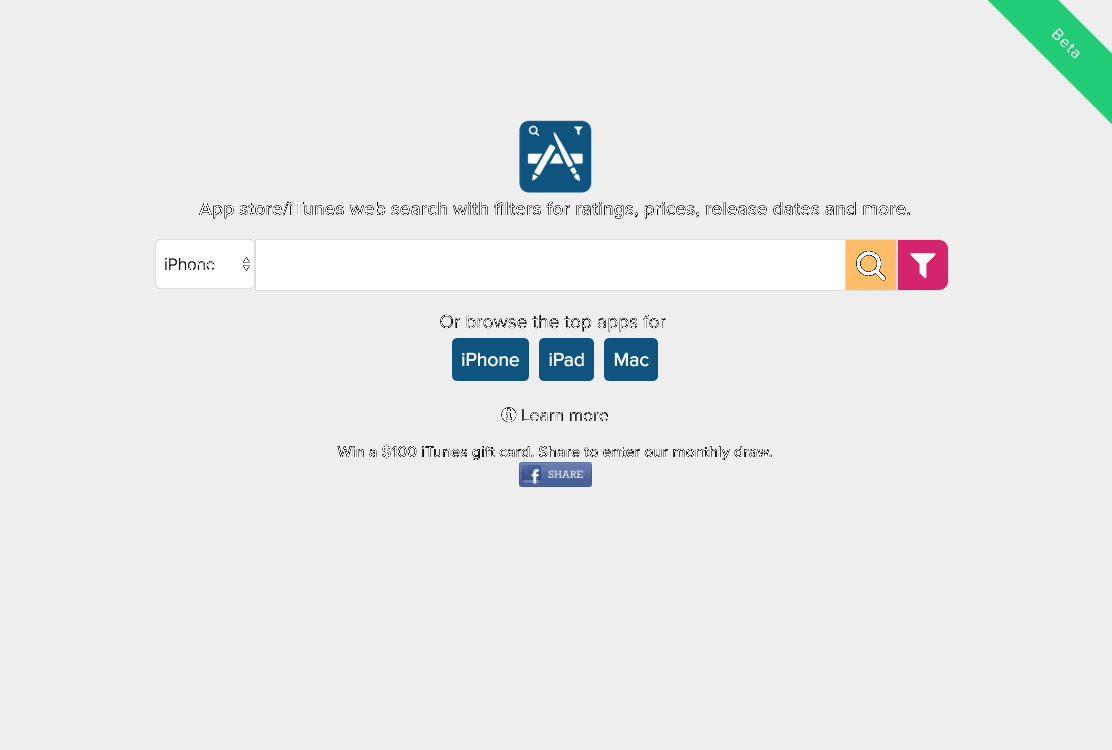 Beta
App store/iTunes web search with filters for ratings, prices, release dates and more.
iPhone
Or browse the top apps for
iPhone iPad Mac
Learn more
Win a $100 iTunes gift card. Share to enter our monthly draw.
f SHARE